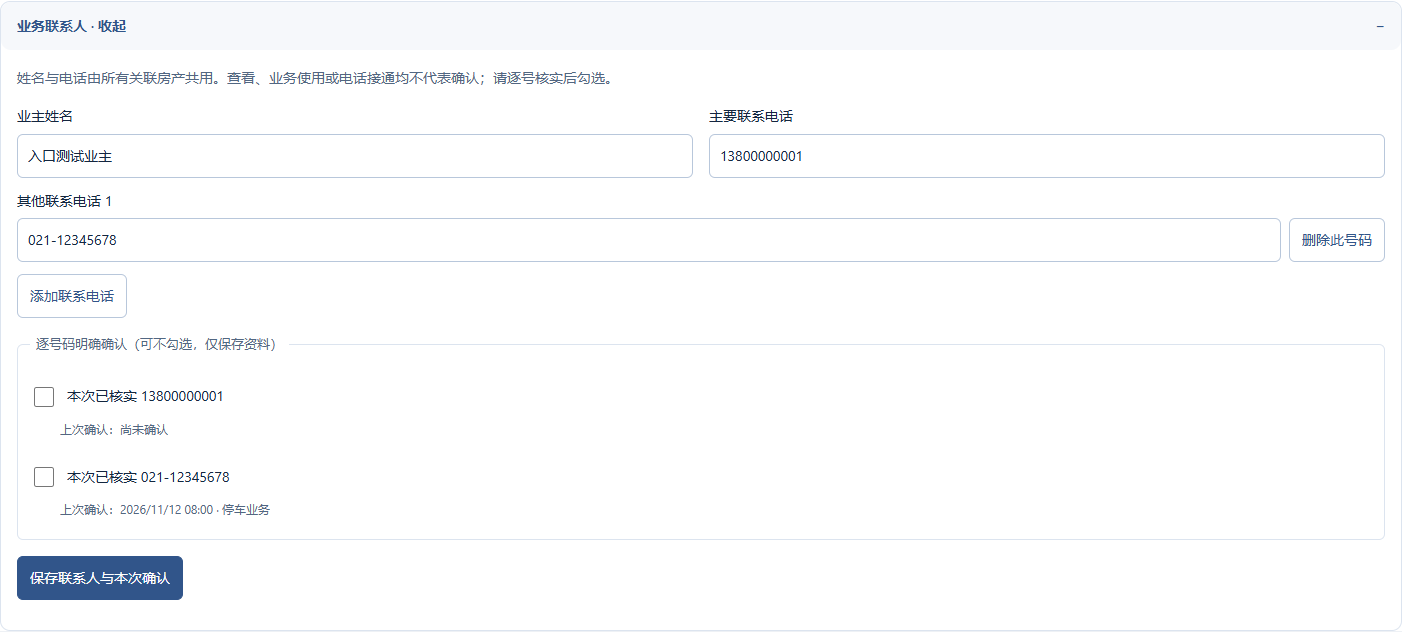 业务联系人 · 收起 −
姓名与电话由所有关联房产共用。查看、业务使用或电话接通均不代表确认；请逐号核实后勾选。
业主姓名
主要联系电话
入口测试业主
13800000001
其他联系电话 1
021-12345678
删除此号码
添加联系电话
逐号码明确确认（可不勾选，仅保存资料）
本次已核实 13800000001
上次确认：尚未确认
本次已核实 021-12345678
上次确认：2026/11/12 08:00 · 停车业务
保存联系人与本次确认